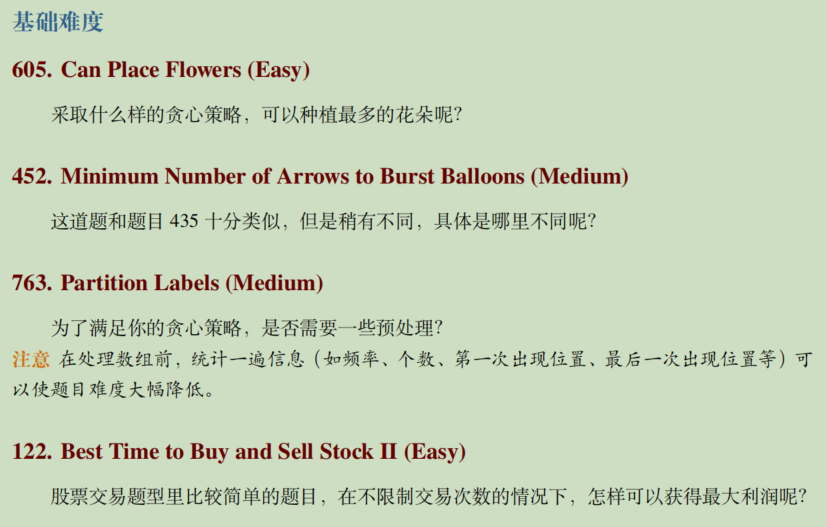 基础难度
605. Can Place Flowers (Easy)
采取什么样的贪心策略，可以种植最多的花朵呢？
452. Minimum Number of Arrows to Burst Balloons (Medium)
这道题和题目 435 十分类似，但是稍有不同，具体是哪里不同呢？
763. Partition Labels (Medium)
为了满足你的贪心策略，是否需要一些预处理？
注意 在处理数组前，统计一遍信息（如频率、个数、第一次出现位置、最后一次出现位置等）可
以使题目难度大幅降低。
122. Best Time to Buy and Sell Stock II (Easy)
股票交易题型里比较简单的题目，在不限制交易次数的情况下，怎样可以获得最大利润呢？